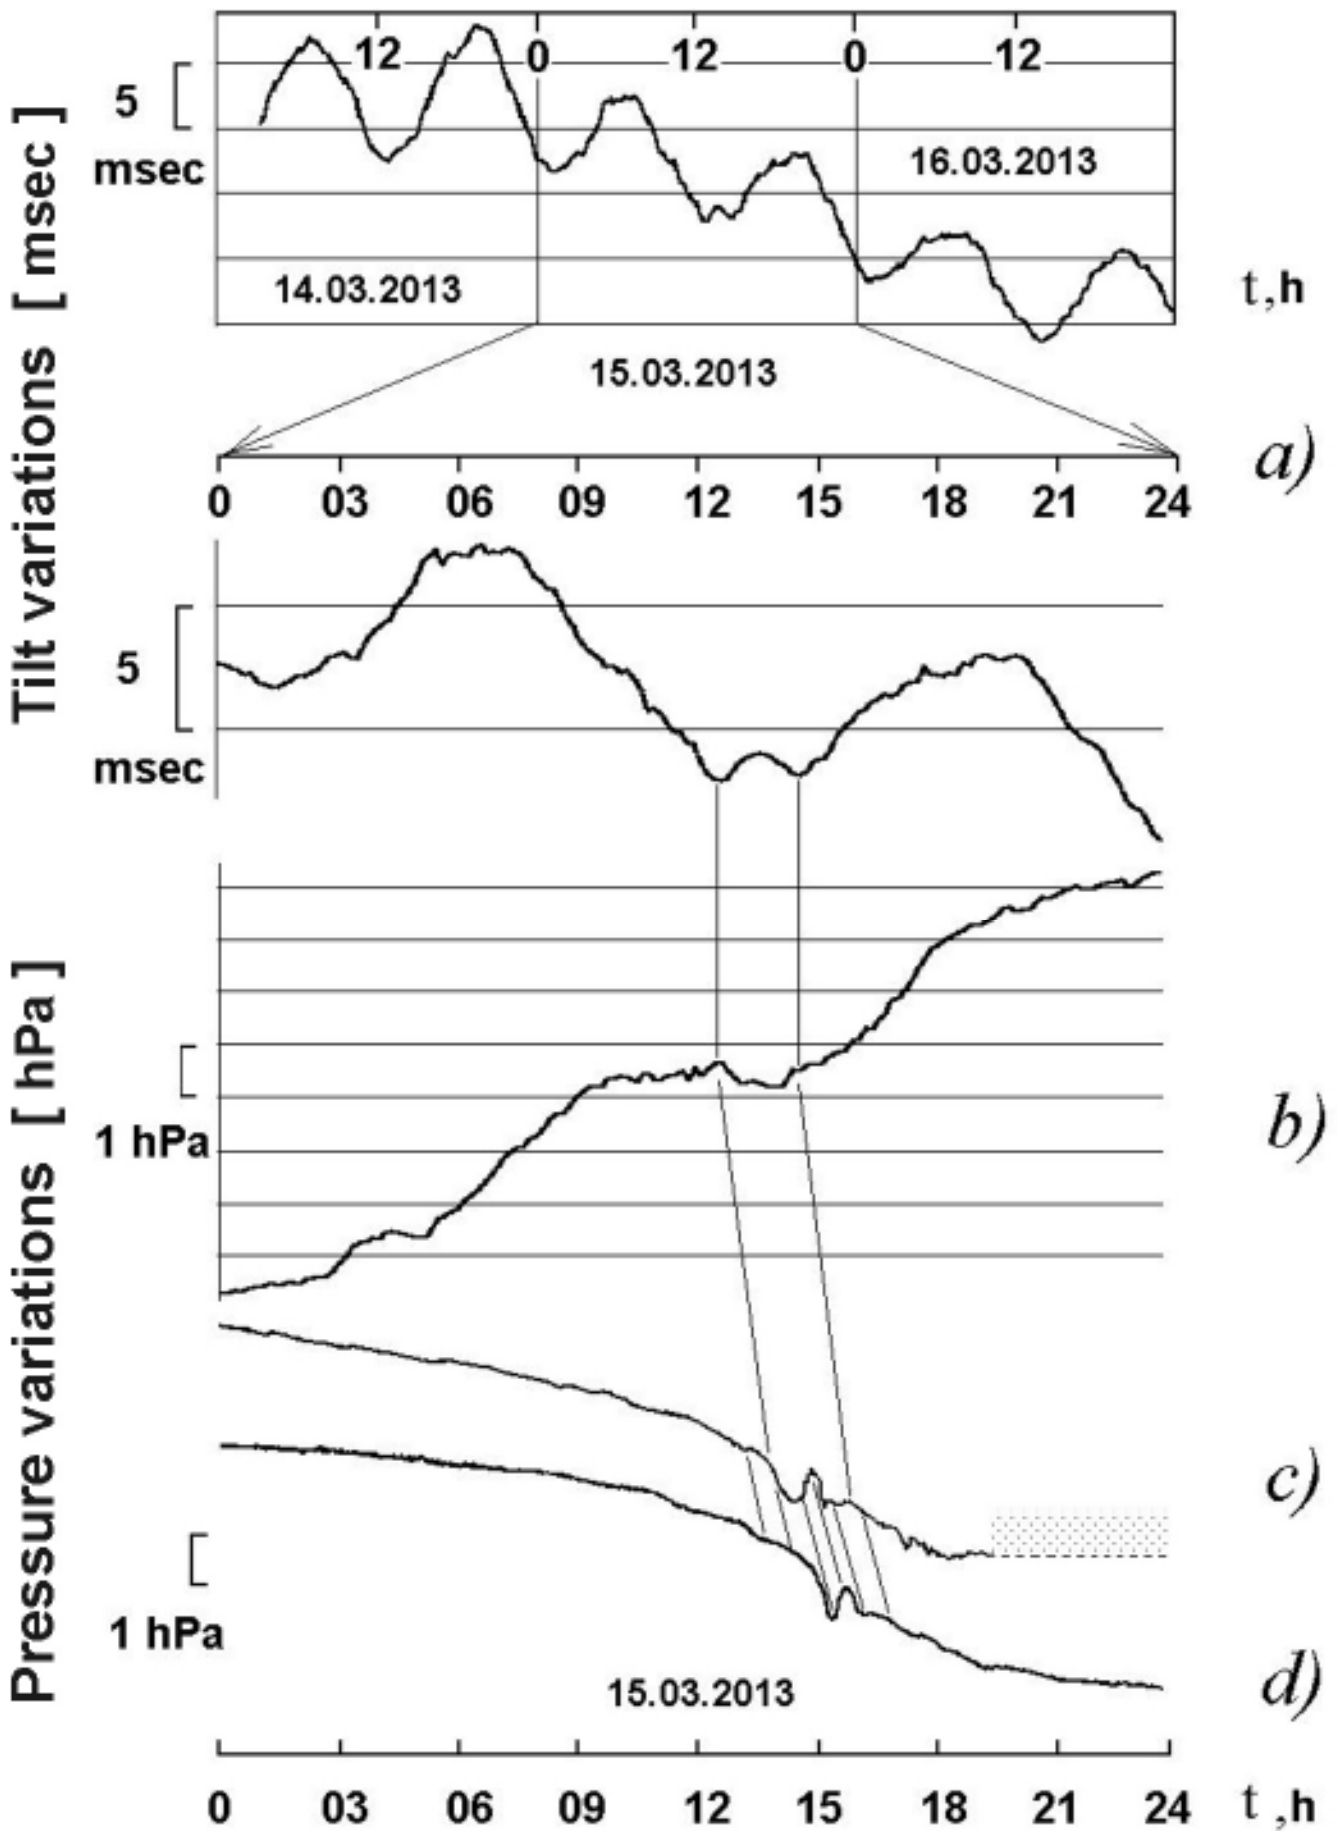 Tilt variations [ msec ]
12 0 12 0 12
5
msec
16.03.2013
14.03.2013
t,h
15.03.2013
a)
0 03 06 09 12 15 18 21 24
5
msec
Pressure variations [ hPa ]
1 hPa
b)
c)
1 hPa
d)
15.03.2013
0 03 06 09 12 15 18 21 24 t ,h